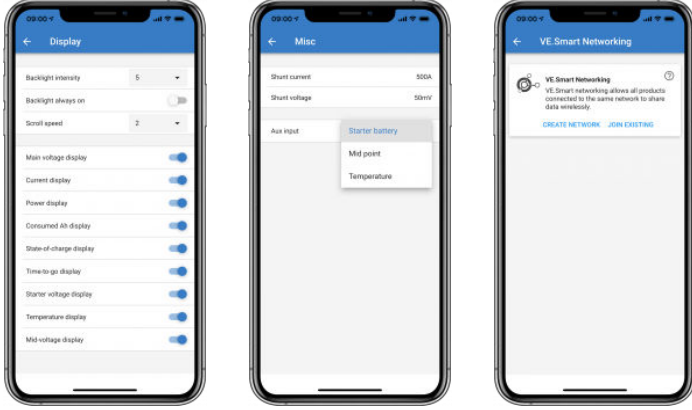 09:00
Display
Backlight intensity
5
Backlight always on
Scroll speed
2
Main voltage display
Current display
Power display
Consumed Ah display
State-of-charge display
Time-to-go display
Starter voltage display
Temperature display
Mid-voltage display
09:00
Misc
Shunt current
500A
Shunt voltage
50mV
Aux input
Starter battery
Mid point
Temperature
09:00
VE.Smart Networking
VE.Smart Networking
VE.Smart networking allows all products
connected to the same network to share
data wirelessly.
CREATE NETWORK JOIN EXISTING